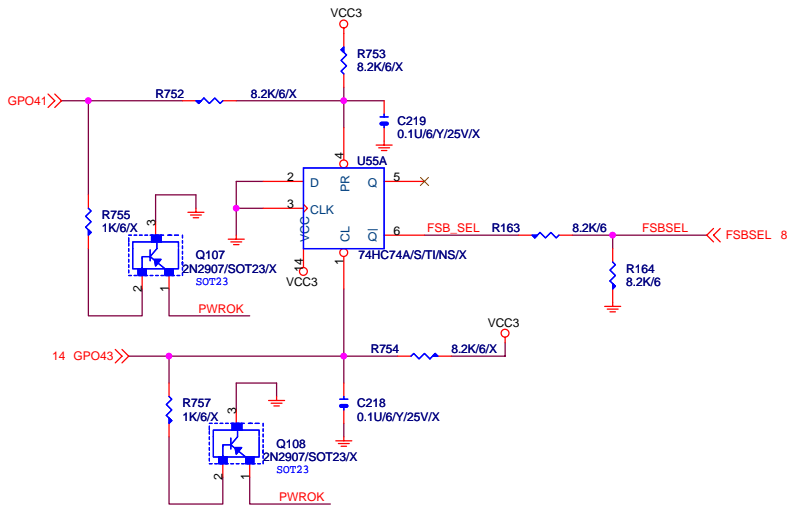 VCC3
R753
8.2K/6/X
GPO41
R752
8.2K/6/X
C219
0.1U/6/Y/25V/X
4
U55A
2
D
PR
Q
5
3
CLK
VCC
CL
Q
6
FSB_SEL
R163
8.2K/6
FSBSEL
FSBSEL 8
74HC74A/S/TI/NS/X
14
1
VCC3
R164
8.2K/6
R755
1K/6/X
3
Q107
2N2907/SOT23/X
SOT23
2
1
PWROK
VCC3
14 GPO43
R754
8.2K/6/X
R757
1K/6/X
C218
0.1U/6/Y/25V/X
3
Q108
2N2907/SOT23/X
SOT23
2
1
PWROK